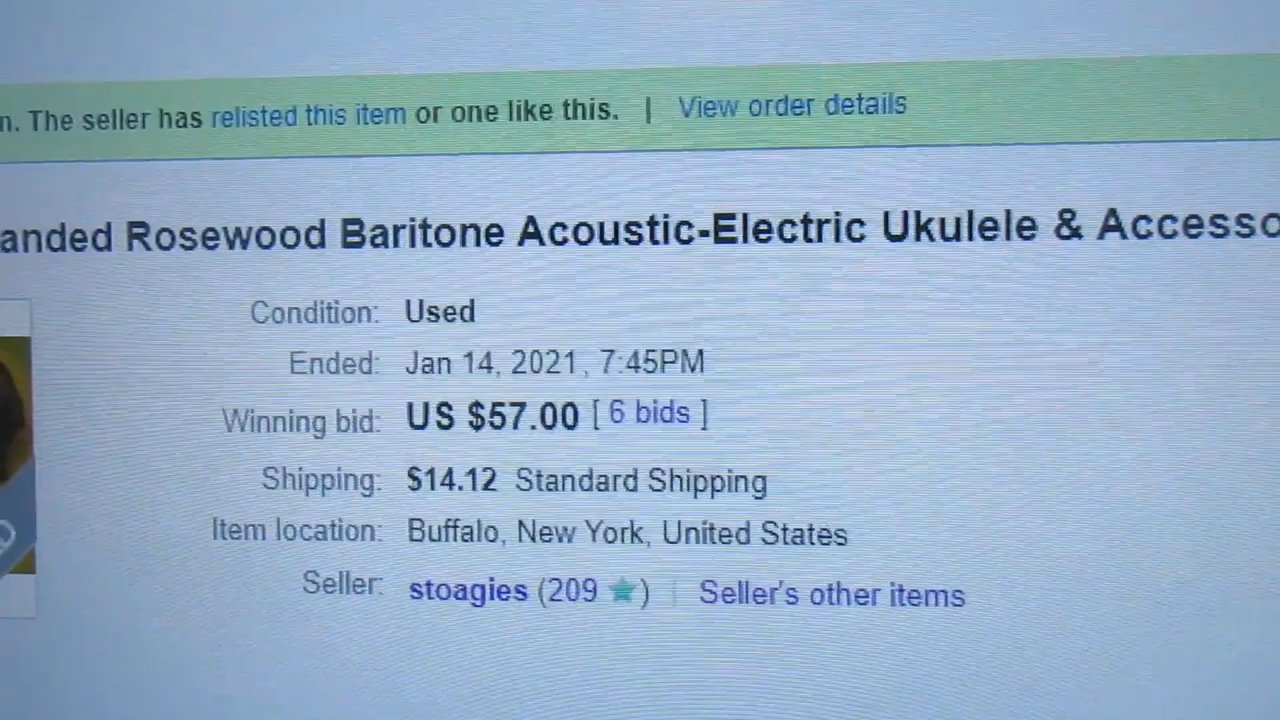 n. The seller has relisted this item or one like this. | View order details
anded Rosewood Baritone Acoustic-Electric Ukulele & Accesso
Condition: Used
Ended: Jan 14, 2021, 7:45PM
Winning bid: US $57.00 [ 6 bids ]
Shipping: $14.12 Standard Shipping
Item location: Buffalo, New York, United States
Seller: stoagies (209 ★) | Seller's other items